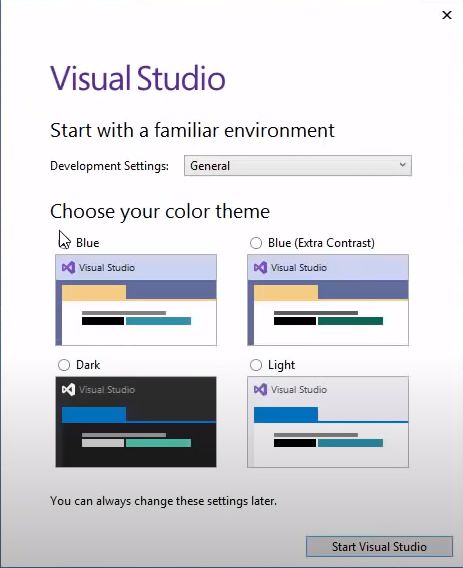 Visual Studio
Start with a familiar environment
Development Settings: General
Choose your color theme
Blue Blue (Extra Contrast)
Visual Studio Visual Studio
Dark Light
Visual Studio Visual Studio
You can always change these settings later.
Start Visual Studio